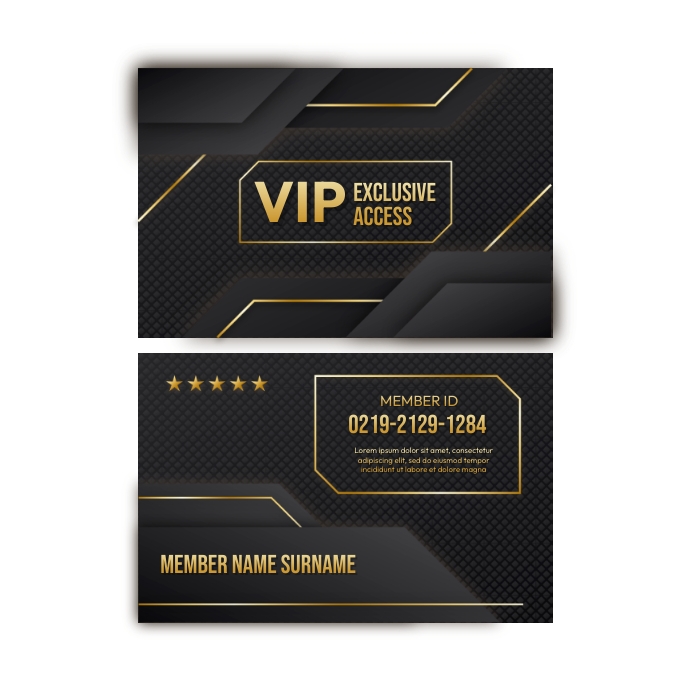 VIP EXCLUSIVE
ACCESS
MEMBER ID
0219-2129-1284
Lorem ipsum dolor sit amet, consectetur
adipiscing elit, sed do eiusmod tempor
incididunt ut labore et dolore magna
MEMBER NAME SURNAME